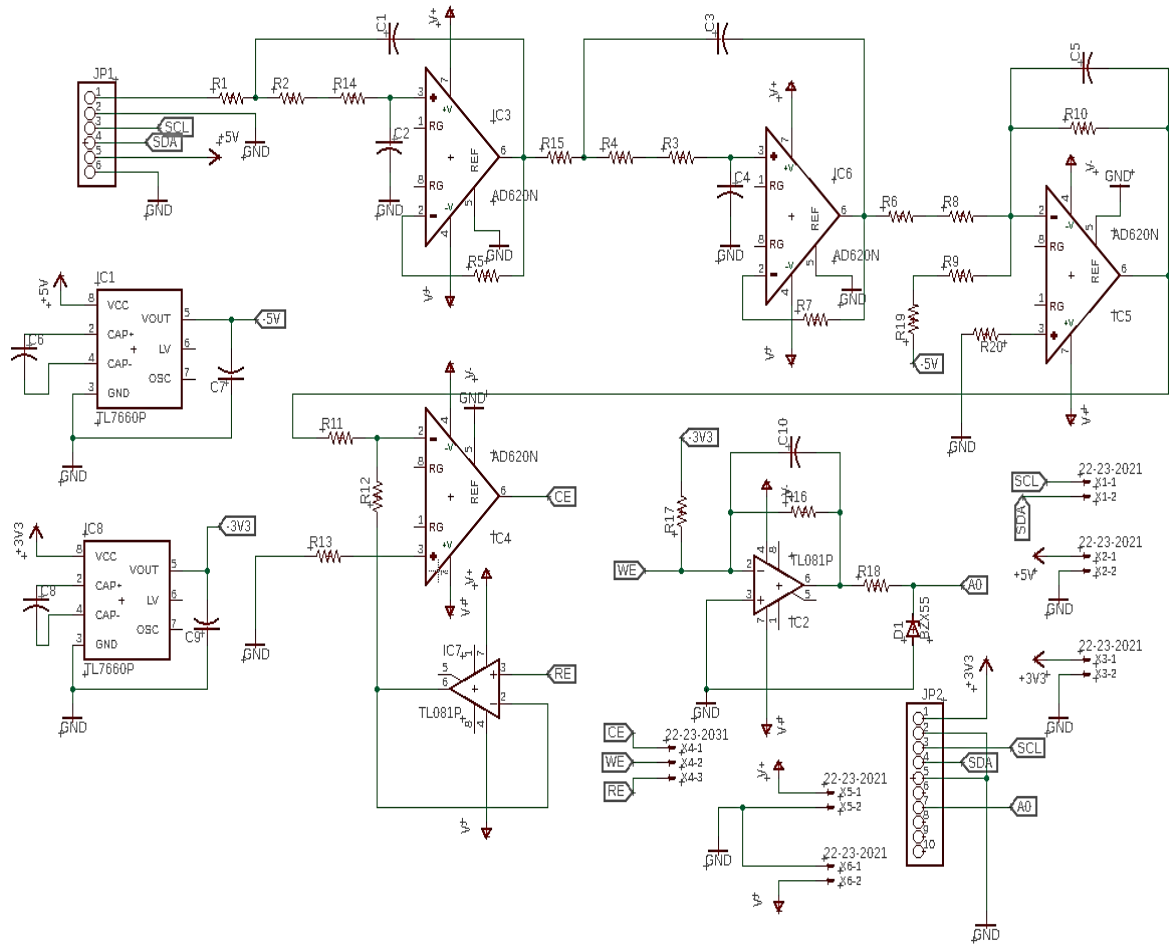 C1
V+
C3
JP1
R1
R2
R14
1
3
7
+V
IC3
2
1
RG
C2
3
SCL
4
SDA
+5V
GND
REF
6
R15
R4
R3
5
8
RG
6
2
5
-V
4
AD620N
GND
GND
GND
R5
V-
V+
7
3
+V
1
RG
IC6
C4
REF
6
R6
R8
8
RG
AD620N
GND
2
5
-V
4
GND
R7
V-
C5
R10
V-
4
GND
2
-V
5
AD620N
8
RG
REF
6
1
RG
IC5
3
+V
7
R9
R19
R20
-5V
GND
V+
+5V
IC1
8
VCC
VOUT
5
-5V
2
CAP+
LV
6
C6
4
CAP-
OSC
7
C7
3
GND
TL7660P
GND
+3V3
IC8
8
VCC
VOUT
5
-3V3
2
CAP+
LV
6
C8
4
CAP-
OSC
7
C9
3
GND
TL7660P
GND
V-
GND
R11
2
4
5
AD620N
8
RG
R12
REF
6
CE
1
RG
IC4
R13
3
+V
GND
V+
V+
IC7
1
7
5
3
RE
6
2
TL081P
8
4
V-
-3V3
C10
R17
V-
R16
WE
2
4
8
TL081P
6
R18
A0
3
5
7
1
IC2
D1
BZX55
GND
V+
22-23-2021
SCL
X1-1
SDA
X1-2
22-23-2021
+5V
X2-1
X2-2
GND
22-23-2021
+3V3
X3-1
X3-2
GND
CE
22-23-2031
X4-1
WE
X4-2
RE
X4-3
V+
22-23-2021
X5-1
X5-2
GND
22-23-2021
X6-1
X6-2
V-
JP2
+3V3
1
2
3
SCL
4
SDA
5
6
7
A0
8
9
10
GND